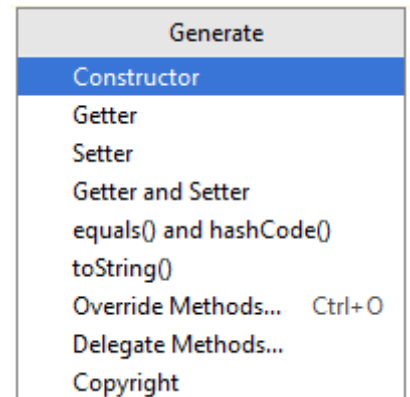 Generate
Constructor
Getter
Setter
Getter and Setter
equals() and hashCode()
toString()
Override Methods... Ctrl+O
Delegate Methods...
Copyright